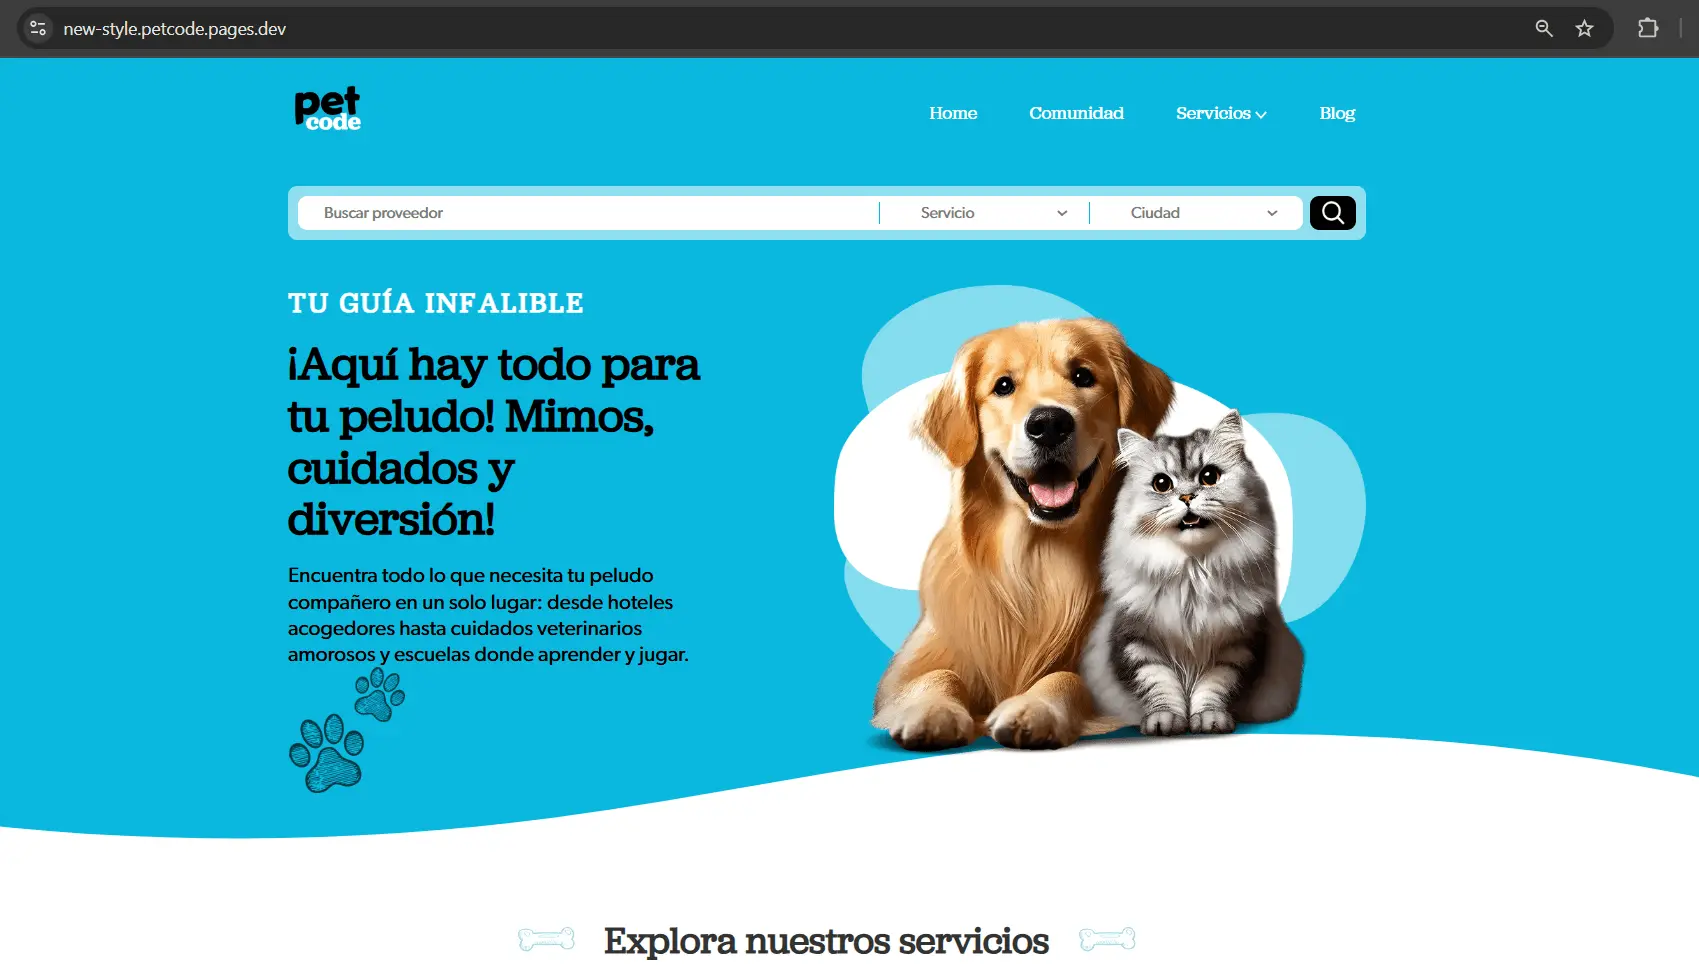 new-style.petcode.pages.dev
pet
code
Home Comunidad Servicios Blog
Buscar proveedor Servicio Ciudad
TU GUÍA INFALIBLE
¡Aquí hay todo para
tu peludo! Mimos,
cuidados y
diversión!
Encuentra todo lo que necesita tu peludo
compañero en un solo lugar: desde hoteles
acogedores hasta cuidados veterinarios
amorosos y escuelas donde aprender y jugar.
Explora nuestros servicios